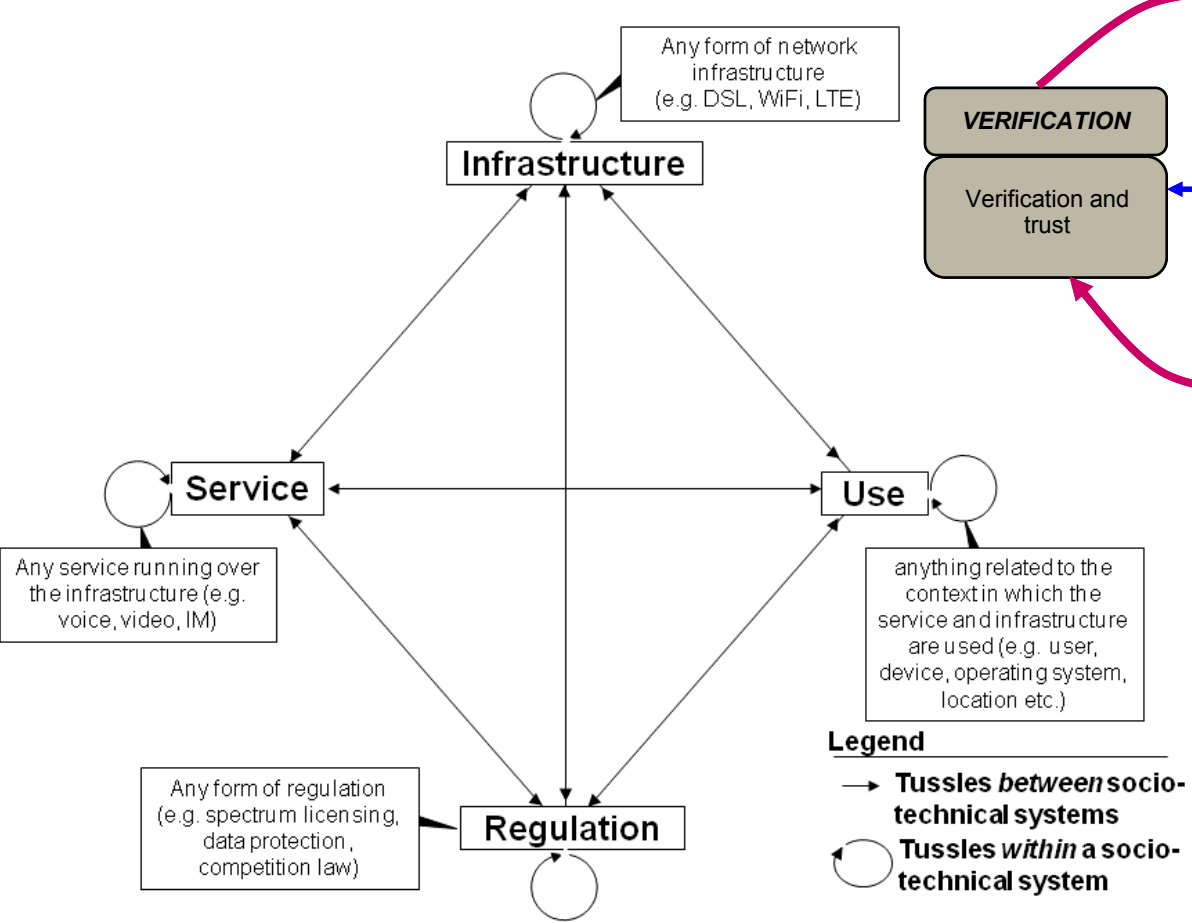 Any form of network
infrastructure
(e.g. DSL, WiFi, LTE)
VERIFICATION
Infrastructure
Verification and
trust
Service
Use
Any service running over
the infrastructure (e.g.
voice, video, IM)
anything related to the
context in which the
service and infrastructure
are used (e.g. user,
device, operating system,
location etc.)
Legend
Tussles between socio-
technical systems
Tussles within a socio-
technical system
Any form of regulation
(e.g. spectrum licensing,
data protection,
competition law)
Regulation